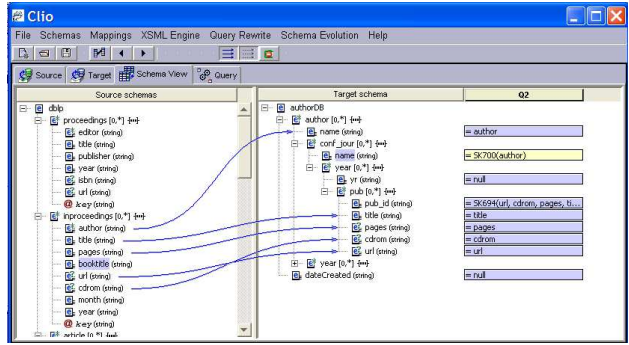 Clio
File Schemas Mappings XSML Engine Query Rewrite Schema Evolution Help
Source Target Schema View Query
Source schemas
dblp
proceedings [0,*]
editor (string)
title (string)
publisher (string)
year (string)
isbn (string)
url (string)
@ key (string)
inproceedings [0,*]
author (string)
title (string)
pages (string)
booktitle (string)
url (string)
cdrom (string)
month (string)
year (string)
@ key (string)
article [0,*]
Target schema Q2
authorDB
author [0,*]
name (string) = author
conf_jour [0,*]
name (string) = SK700(author)
year [0,*]
yr (string) = null
pub [0,*]
pub_id (string) = SK694(url, cdrom, pages, ti...
title (string) = title
pages (string) = pages
cdrom (string) = cdrom
url (string) = url
year [0,*]
dateCreated (string) = null